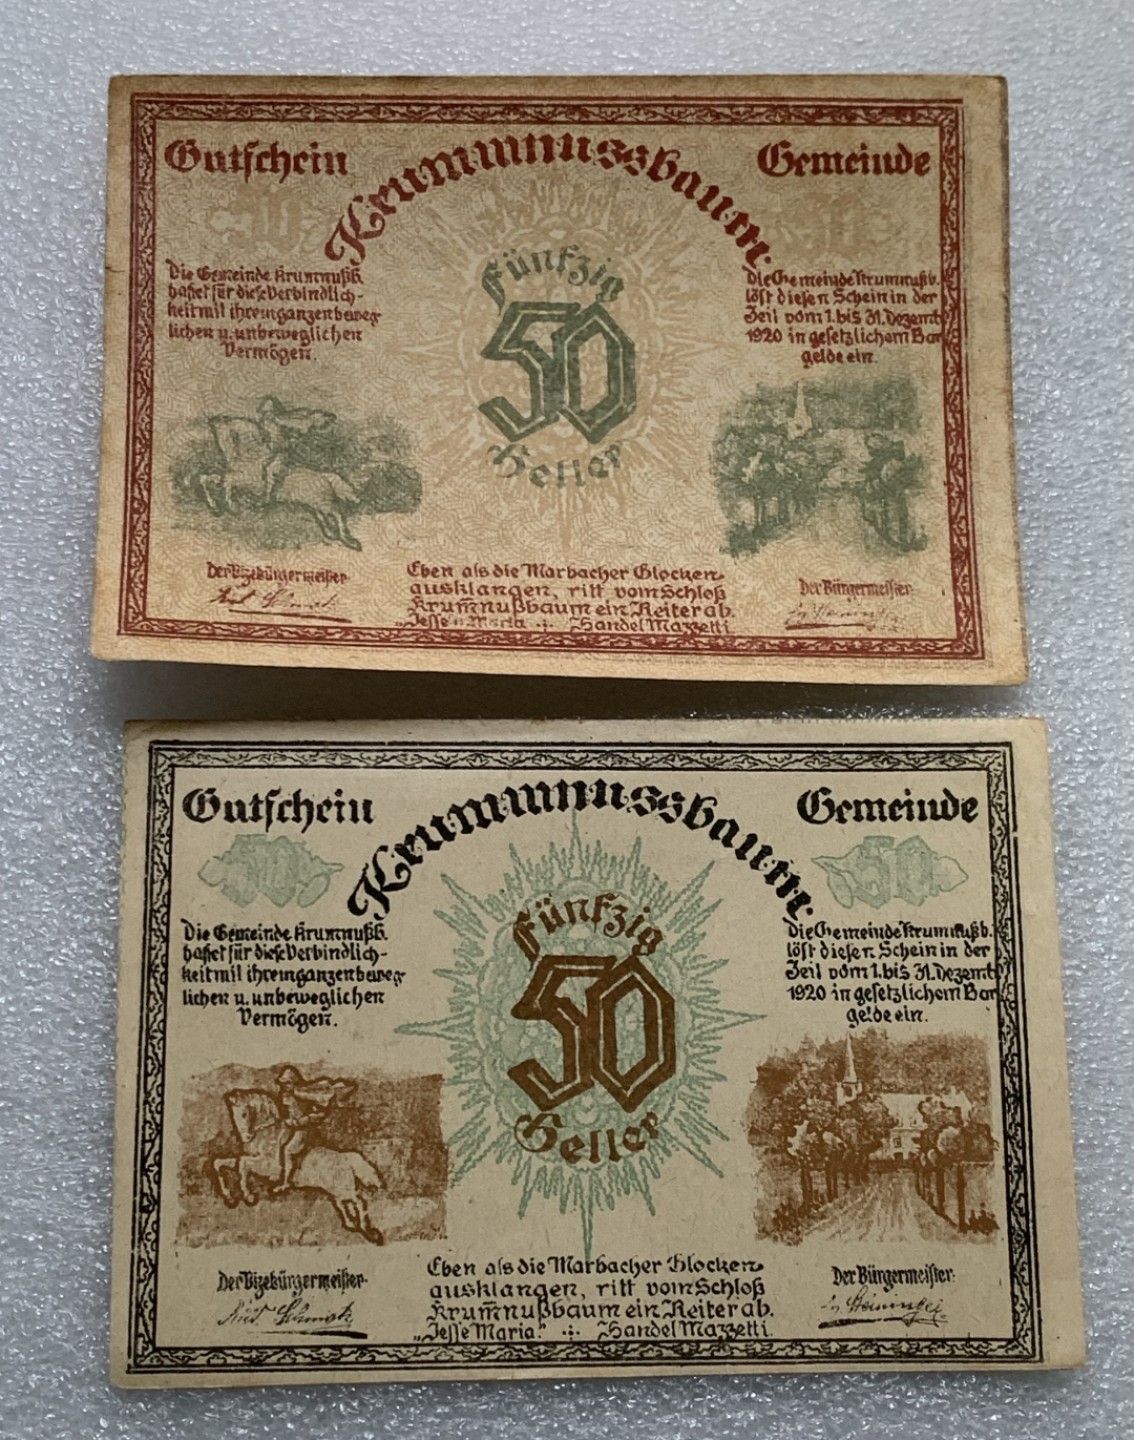 Gutschein
Krummnussbaum.
Gemeinde
Die Gemeinde Krumnußb.
haftet für diese Verbindlich-
keit mit ihrem ganzen beweg
lichen u. unbeweglichen
Vermögen.
Fünfzig
50
Heller
Die Gemeinde Krumnußb.
löst diesen Schein in der
Zeit vom 1. bis 31. Dezemb
1920 in gesetzlichem Bar
gelde ein.
Der Vizebürgermeister
Eben als die Marbacher Glocken-
ausklangen, ritt vom Schloß
Krum̄nußbaum ein Reiter ab.
„Jesse Maria Handel Mazzetti
Der Bürgermeister
Gutschein
Krummnussbaum.
Gemeinde
50
50
Die Gemeinde Krumnußb.
haftet für diese Verbindlich-
keit mit ihrem ganzen beweg
lichen u. unbeweglichen
Vermögen.
Fünfzig
50
Heller
Die Gemeinde Krumnußb.
löst diesen Schein in der
Zeit vom 1. bis 31. Dezemb
1920 in gesetzlichem Bar
gelde ein.
Der Vizebürgermeister
Eben als die Marbacher Glocken-
ausklangen, ritt vom Schloß
Krum̄nußbaum ein Reiter ab.
„Jesse Maria." Handel Mazzetti.
Der Bürgermeister